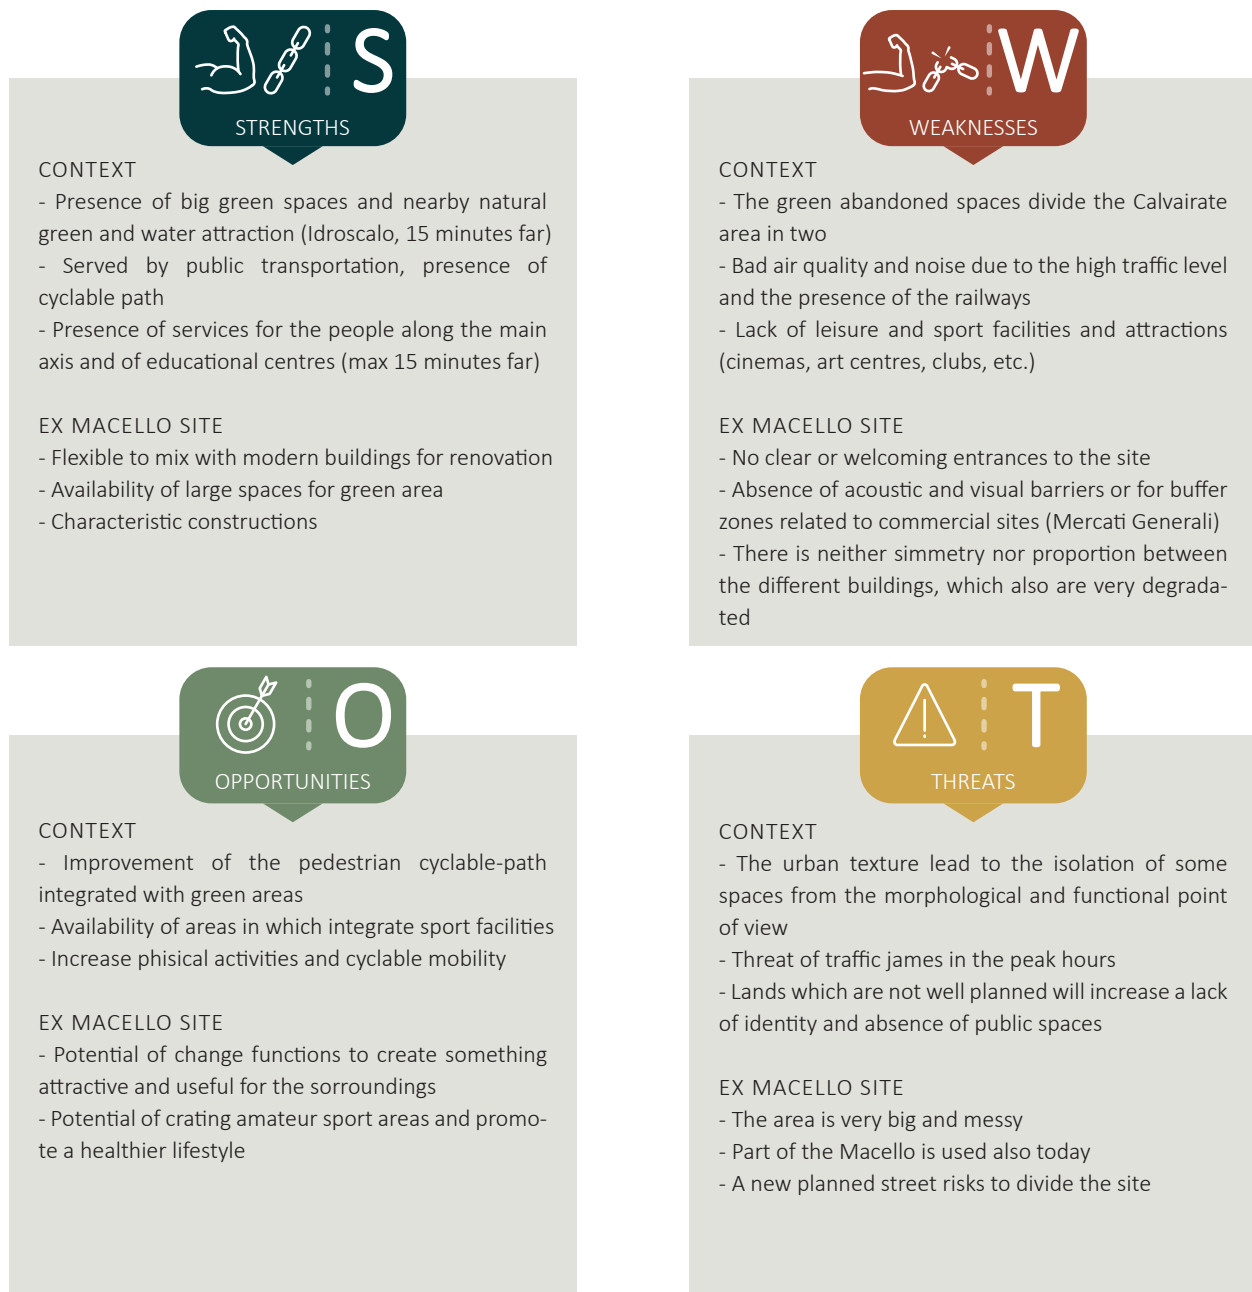 S
STRENGTHS
CONTEXT
- Presence of big green spaces and nearby natural
green and water attraction (Idroscalo, 15 minutes far)
- Served by public transportation, presence of
cyclable path
- Presence of services for the people along the main
axis and of educational centres (max 15 minutes far)
EX MACELLO SITE
- Flexible to mix with modern buildings for renovation
- Availability of large spaces for green area
- Characteristic constructions
W
WEAKNESSES
CONTEXT
- The green abandoned spaces divide the Calvairate
area in two
- Bad air quality and noise due to the high traffic level
and the presence of the railways
- Lack of leisure and sport facilities and attractions
(cinemas, art centres, clubs, etc.)
EX MACELLO SITE
- No clear or welcoming entrances to the site
- Absence of acoustic and visual barriers or for buffer
zones related to commercial sites (Mercati Generali)
- There is neither simmetry nor proportion between
the different buildings, which also are very degrada-
ted
O
OPPORTUNITIES
CONTEXT
- Improvement of the pedestrian cyclable-path
integrated with green areas
- Availability of areas in which integrate sport facilities
- Increase phisical activities and cyclable mobility
EX MACELLO SITE
- Potential of change functions to create something
attractive and useful for the sorroundings
- Potential of crating amateur sport areas and promo-
te a healthier lifestyle
T
THREATS
CONTEXT
- The urban texture lead to the isolation of some
spaces from the morphological and functional point
of view
- Threat of traffic james in the peak hours
- Lands which are not well planned will increase a lack
of identity and absence of public spaces
EX MACELLO SITE
- The area is very big and messy
- Part of the Macello is used also today
- A new planned street risks to divide the site